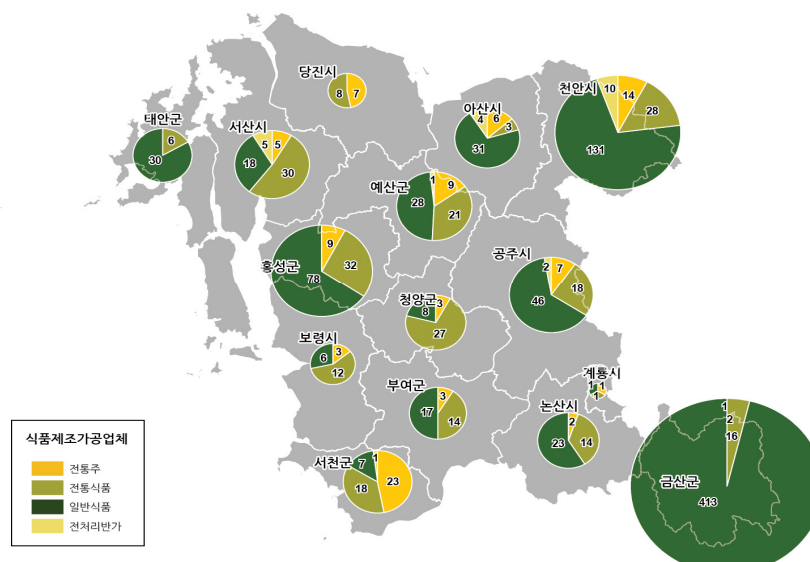 당진시
8 7
태안군
6
30
서산시
5 5
18
30
아산시
4 6
3
31
천안시
10 14
28
131
예산군
1 9
28
21
홍성군
9
32
78
공주시
2 7
18
46
청양군
3
8
27
보령시
3
6
12
부여군
3
17
14
계룡시
1 1
1
논산시
2
23 14
서천군
1
7
23
18
금산군
1
2
16
413
식품제조가공업체
전통주
전통식품
일반식품
전처리반가